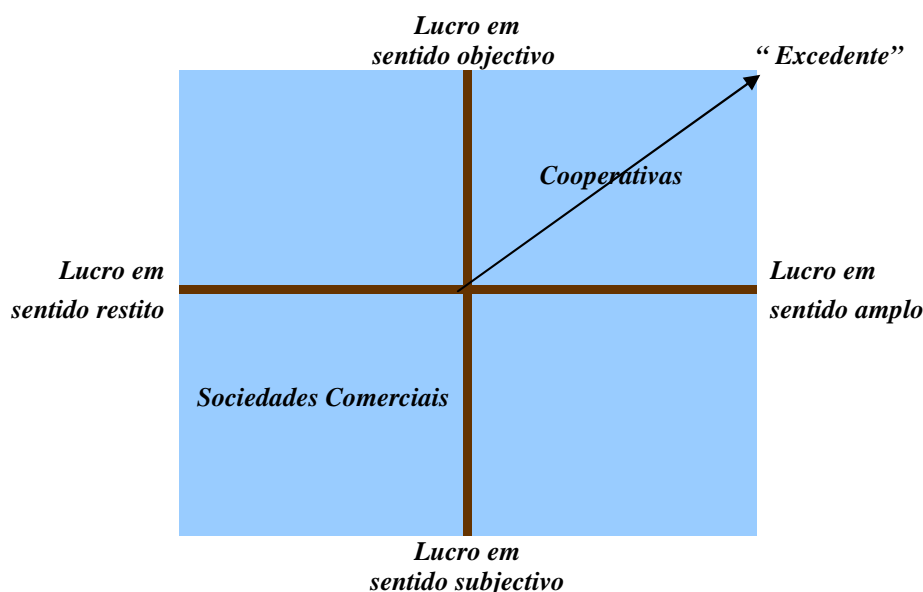 Lucro em
sentido objectivo
“ Excedente”
Cooperativas
Lucro em
sentido restito
Lucro em
sentido amplo
Sociedades Comerciais
Lucro em
sentido subjectivo